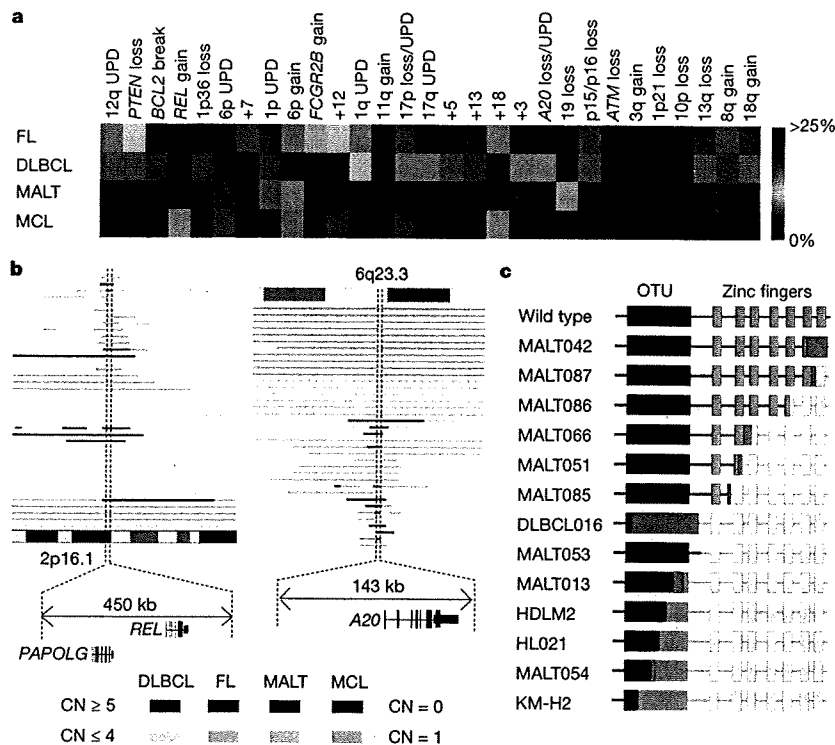 a
12q UPD
PTEN loss
BCL2 break
REL gain
1p36 loss
6p UPD
+7
1p UPD
6p gain
FCGR2B gain
+12
1q UPD
11q gain
17p loss/UPD
17q UPD
+5
+13
+18
+3
A20 loss/UPD
19 loss
p15/p16 loss
ATM loss
3q gain
1p21 loss
10p loss
13q loss
8q gain
18q gain
FL
DLBCL
MALT
MCL
>25%
0%
b
2p16.1
450 kb
REL
PAPOLG
6q23.3
143 kb
A20
DLBCL FL MALT MCL
CN ≥ 5 CN = 0
CN ≤ 4 CN = 1
c
OTU Zinc fingers
Wild type
MALT042
MALT087
MALT086
MALT066
MALT051
MALT085
DLBCL016
MALT053
MALT013
HDLM2
HL021
MALT054
KM-H2